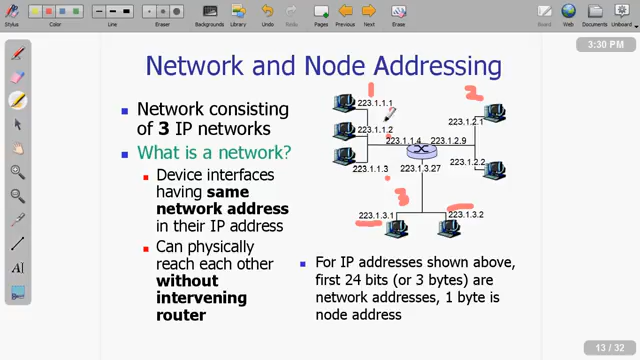 Stylus
Color
Line
Eraser
Backgrounds
Undo
Redo
Pages
Previous
Next
Erase
Board
Web
Documents
Uniboard
3:30 PM
Network and Node Addressing
Network consisting
of 3 IP networks
What is a network?
Device interfaces
having same
network address
in their IP address
Can physically
reach each other
without
intervening
router
1
2
3
223.1.1.1
223.1.1.2
223.1.1.3
223.1.1.4
223.1.2.9
223.1.2.1
223.1.2.2
223.1.3.27
223.1.3.1
223.1.3.2
For IP addresses shown above,
first 24 bits (or 3 bytes) are
network addresses, 1 byte is
node address
AI
13 / 32